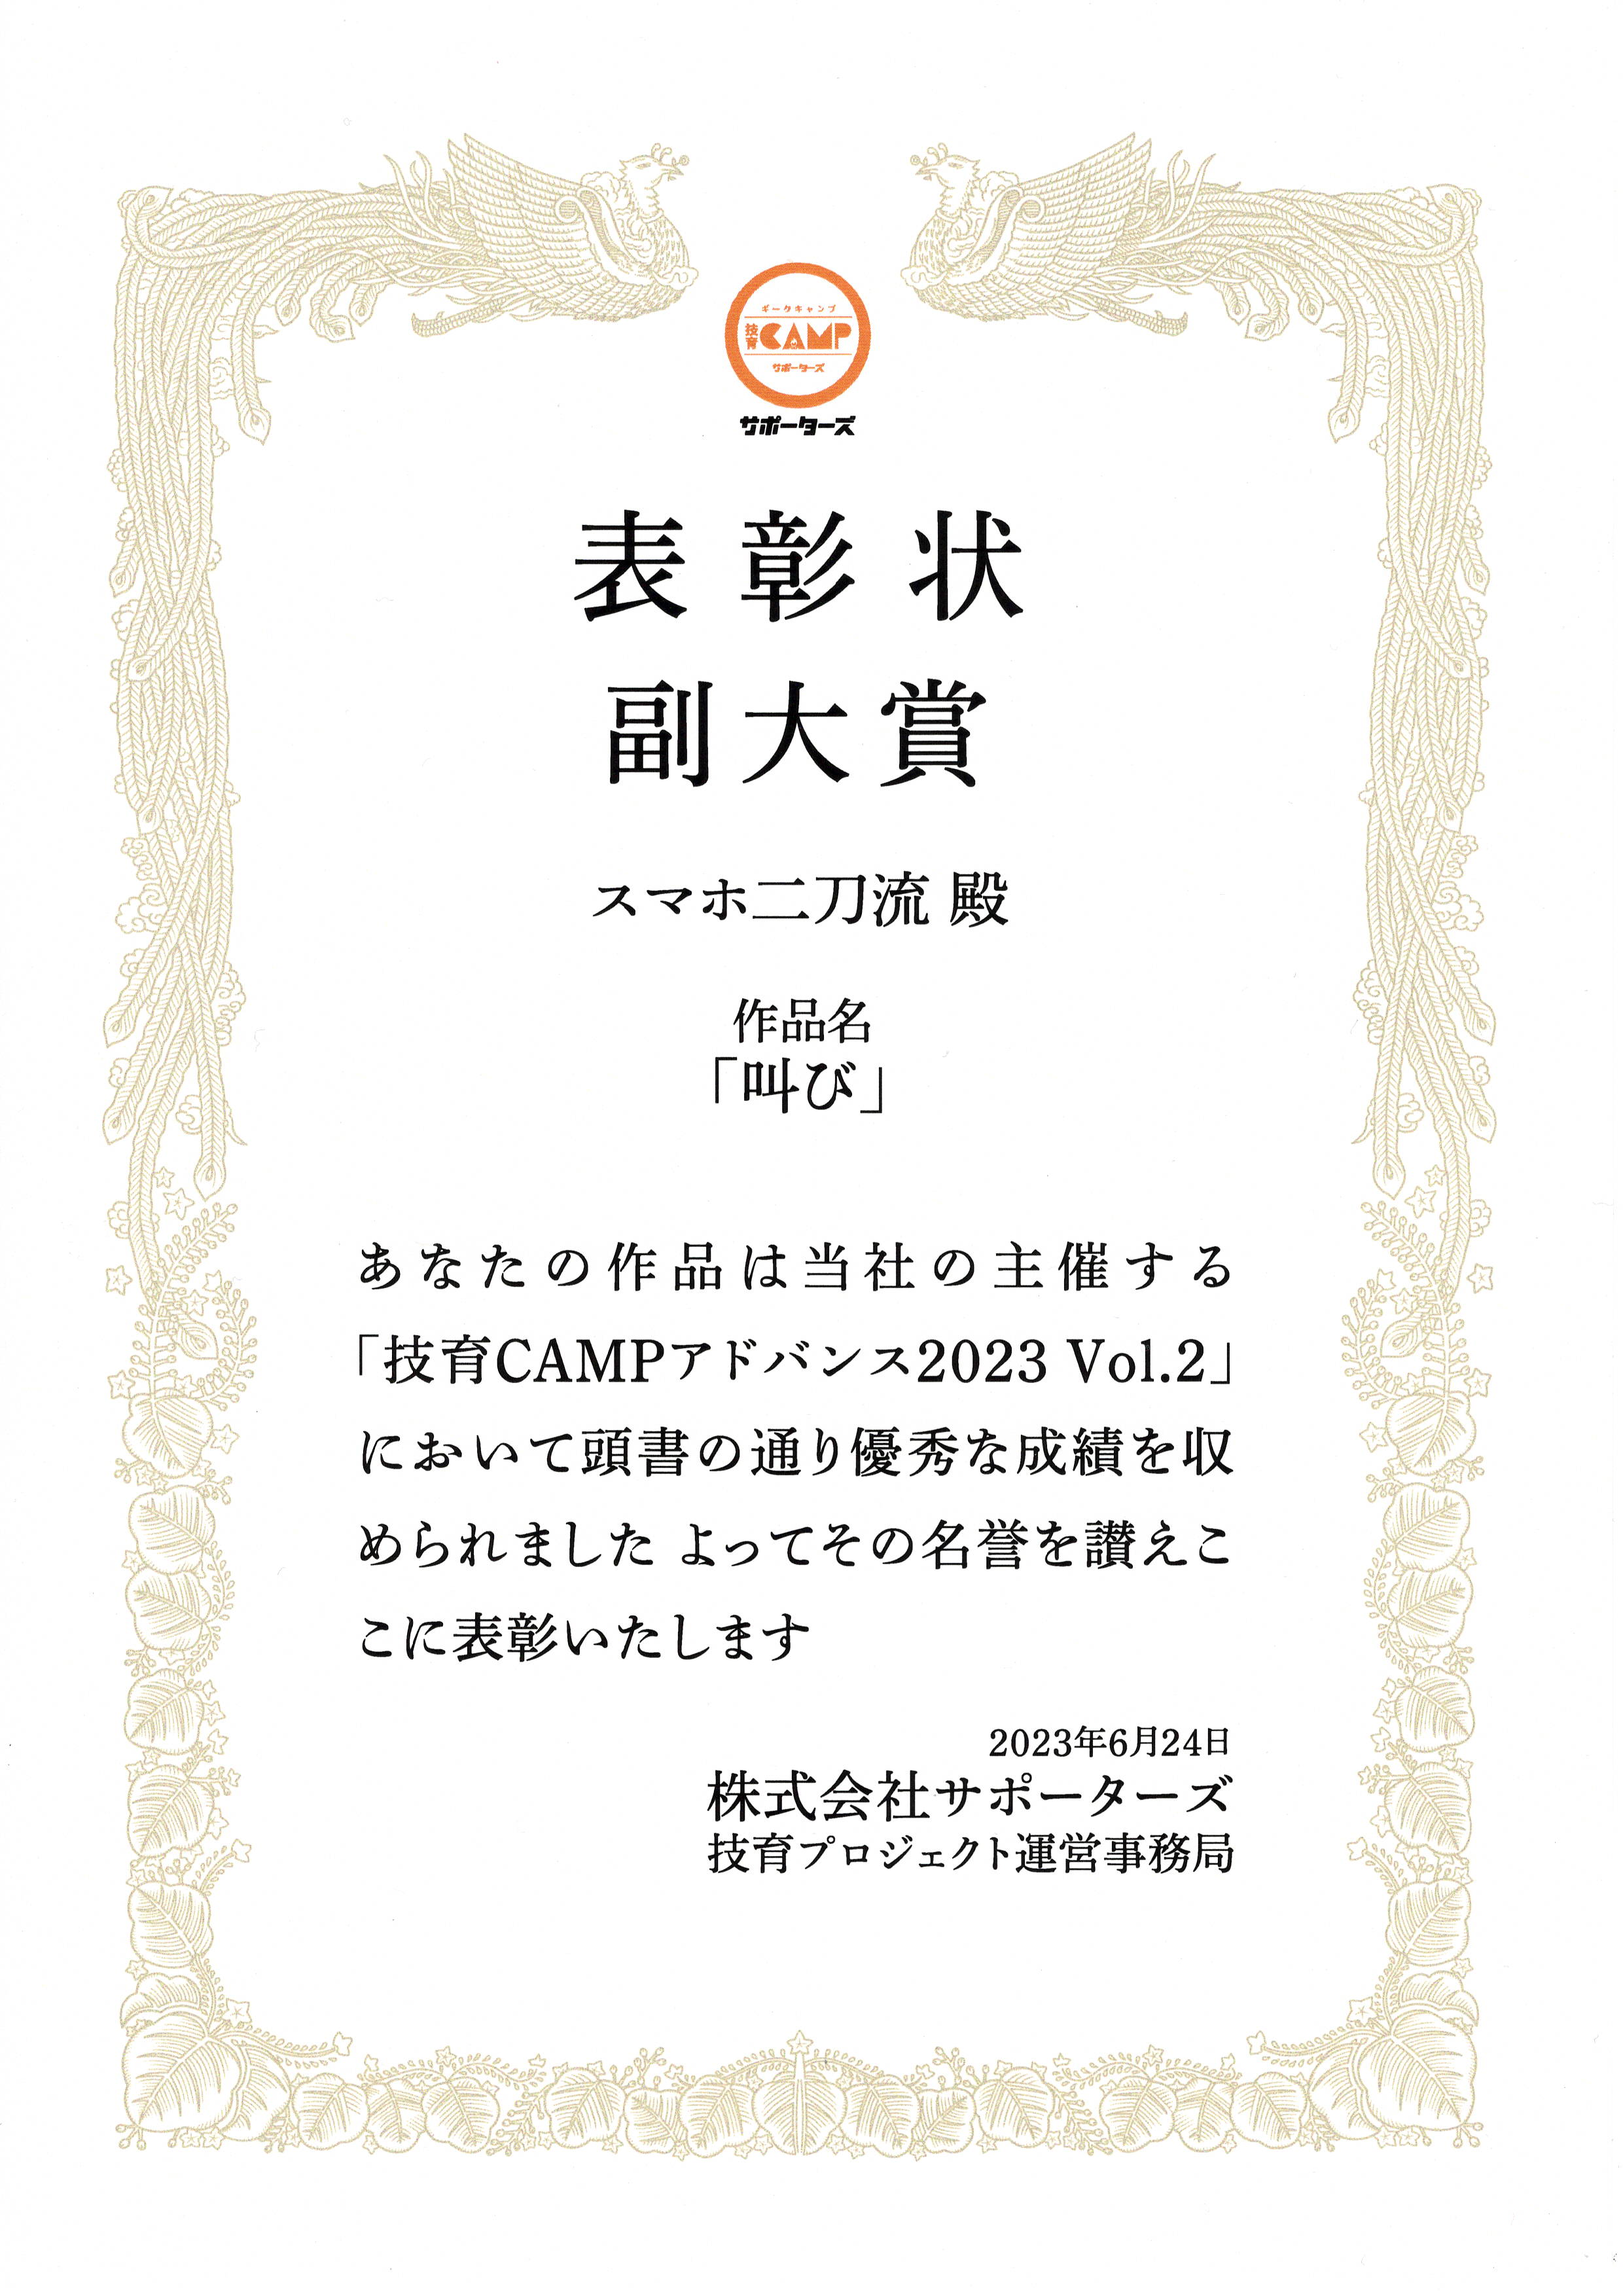 ギークキャンプ
技育CAMP
サポーターズ
サポーターズ
表彰状
副大賞
スマホ二刀流 殿
作品名
「叫び」
あなたの作品は当社の主催する
「技育CAMPアドバンス2023 Vol.2」
において頭書の通り優秀な成績を収
められました よってその名誉を讃えこ
こに表彰いたします
2023年6月24日
株式会社サポーターズ
技育プロジェクト運営事務局